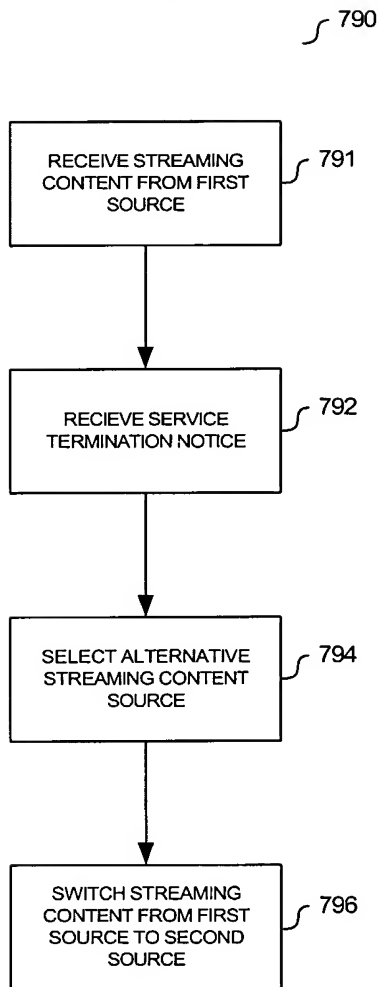 790
RECEIVE STREAMING
CONTENT FROM FIRST
SOURCE
791
RECIEVE SERVICE
TERMINATION NOTICE
792
SELECT ALTERNATIVE
STREAMING CONTENT
SOURCE
794
SWITCH STREAMING
CONTENT FROM FIRST
SOURCE TO SECOND
SOURCE
796